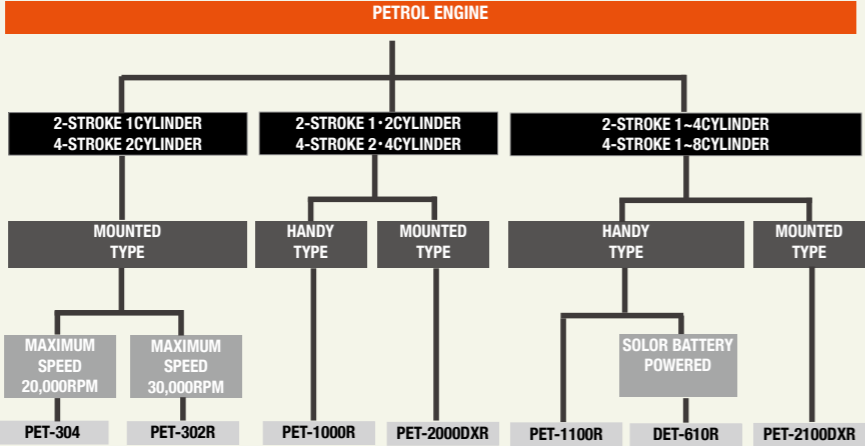 PETROL ENGINE
2-STROKE 1CYLINDER
4-STROKE 2CYLINDER
2-STROKE 1･2CYLINDER
4-STROKE 2･4CYLINDER
2-STROKE 1~4CYLINDER
4-STROKE 1~8CYLINDER
MOUNTED
TYPE
HANDY
TYPE
MOUNTED
TYPE
HANDY
TYPE
MOUNTED
TYPE
MAXIMUM
SPEED
20,000RPM
MAXIMUM
SPEED
30,000RPM
SOLOR BATTERY
POWERED
PET-304
PET-302R
PET-1000R
PET-2000DXR
PET-1100R
DET-610R
PET-2100DXR